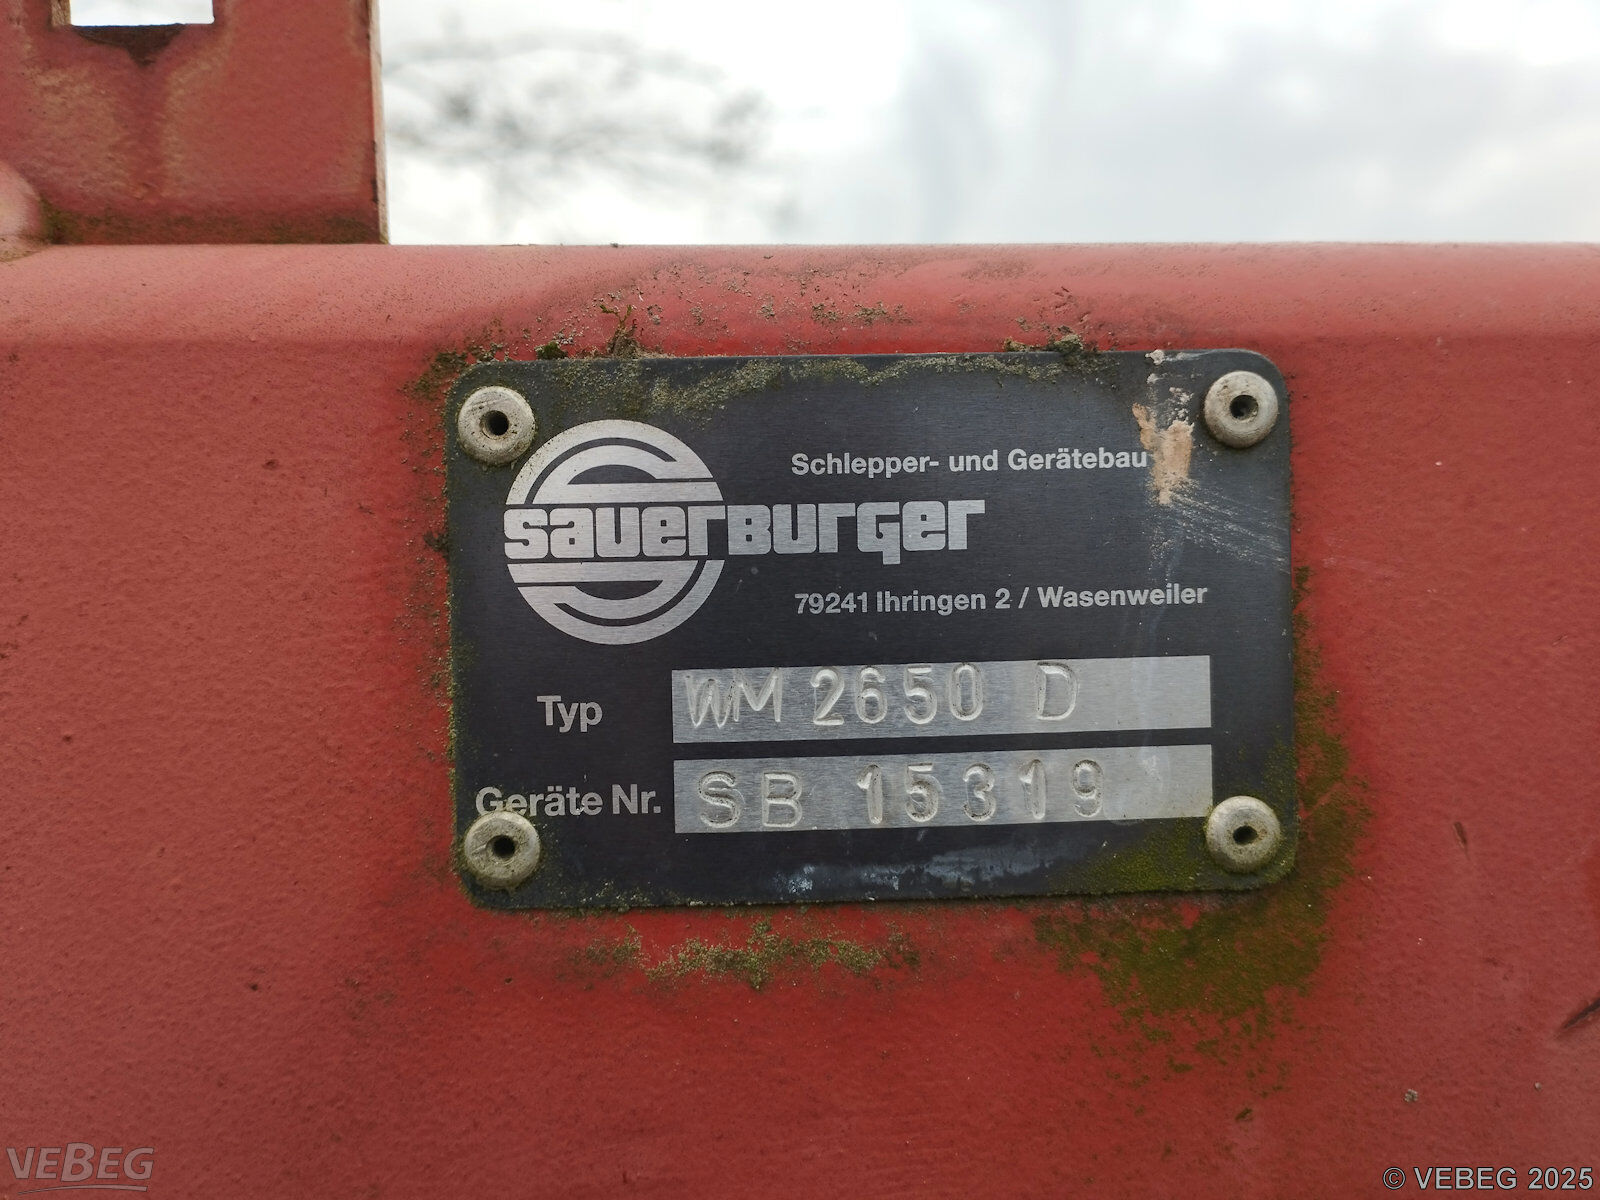 Schlepper- und Gerätebau
sauerBurger
79241 Ihringen 2 / Wasenweiler
Typ WM 2650 D
Geräte Nr. SB 15319
VEBEG
© VEBEG 2025